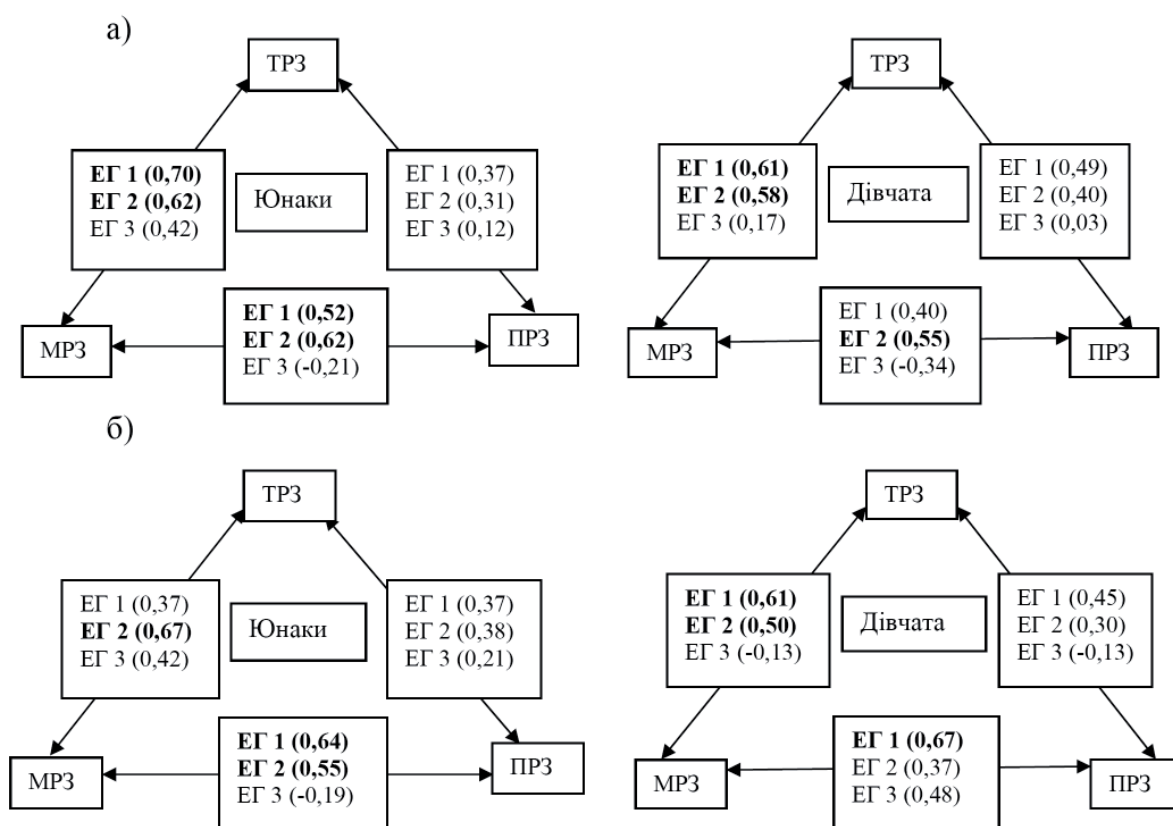 а)
ТРЗ
ЕГ 1 (0,70)
ЕГ 2 (0,62)
ЕГ 3 (0,42)
Юнаки
ЕГ 1 (0,37)
ЕГ 2 (0,31)
ЕГ 3 (0,12)
МРЗ
ЕГ 1 (0,52)
ЕГ 2 (0,62)
ЕГ 3 (-0,21)
ПРЗ
ТРЗ
ЕГ 1 (0,61)
ЕГ 2 (0,58)
ЕГ 3 (0,17)
Дівчата
ЕГ 1 (0,49)
ЕГ 2 (0,40)
ЕГ 3 (0,03)
МРЗ
ЕГ 1 (0,40)
ЕГ 2 (0,55)
ЕГ 3 (-0,34)
ПРЗ
б)
ТРЗ
ЕГ 1 (0,37)
ЕГ 2 (0,67)
ЕГ 3 (0,42)
Юнаки
ЕГ 1 (0,37)
ЕГ 2 (0,38)
ЕГ 3 (0,21)
МРЗ
ЕГ 1 (0,64)
ЕГ 2 (0,55)
ЕГ 3 (-0,19)
ПРЗ
ТРЗ
ЕГ 1 (0,61)
ЕГ 2 (0,50)
ЕГ 3 (-0,13)
Дівчата
ЕГ 1 (0,45)
ЕГ 2 (0,30)
ЕГ 3 (-0,13)
МРЗ
ЕГ 1 (0,67)
ЕГ 2 (0,37)
ЕГ 3 (0,48)
ПРЗ